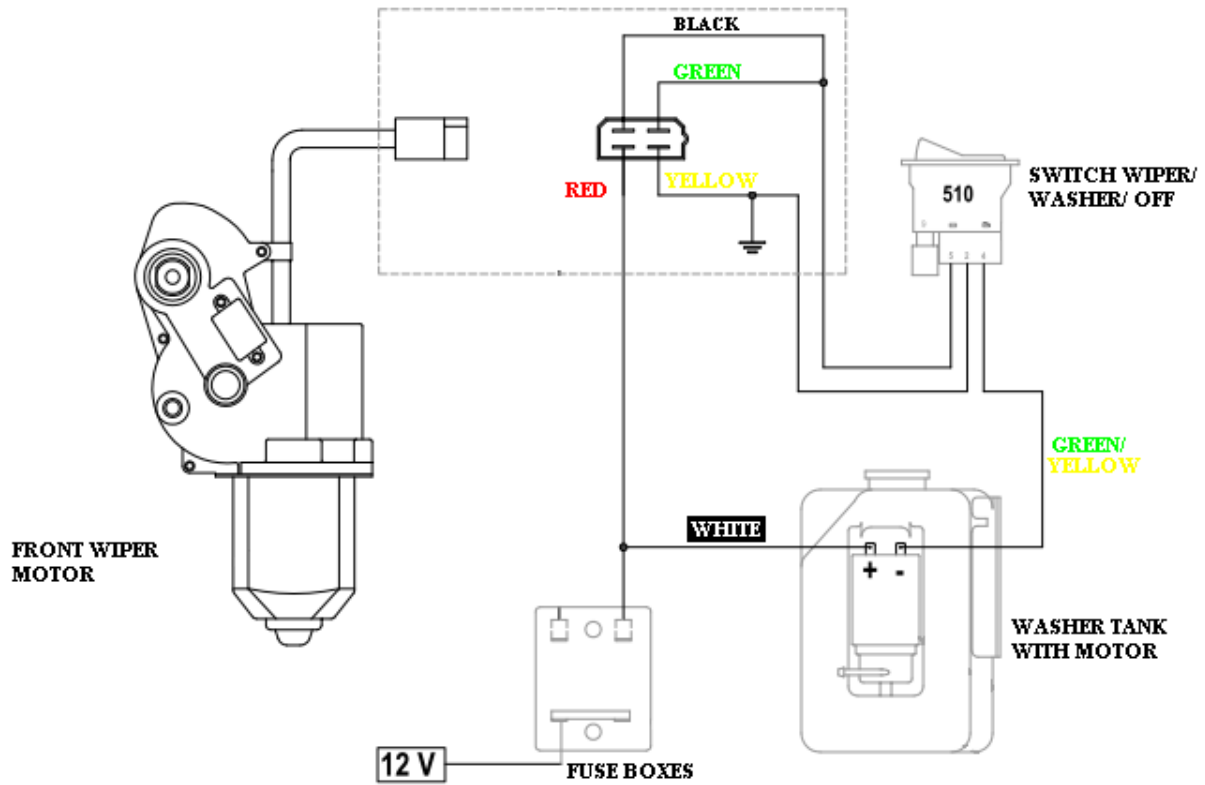 BLACK
GREEN
RED
YELLOW
510
SWITCH WIPER/
WASHER/ OFF
5 2 6
GREEN/
YELLOW
WHITE
+ -
FRONT WIPER
MOTOR
WASHER TANK
WITH MOTOR
12 V
FUSE BOXES